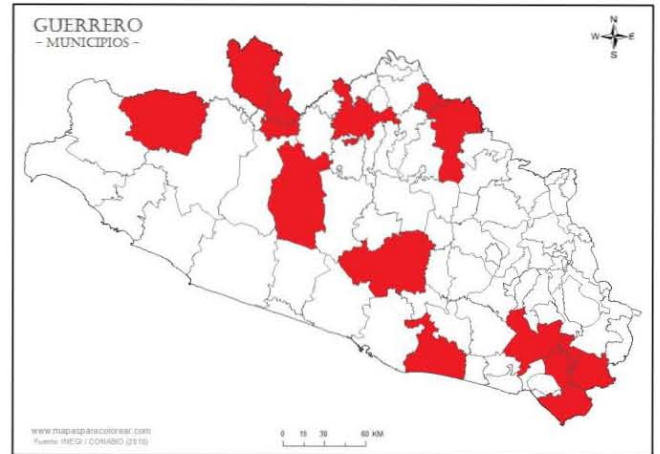 GUERRERO
- MUNICIPIOS -
N
W E
S
www.mapasparacolorear.com
Fuente: INEGI / CONABIO (2010)
0 15 30 60 KM